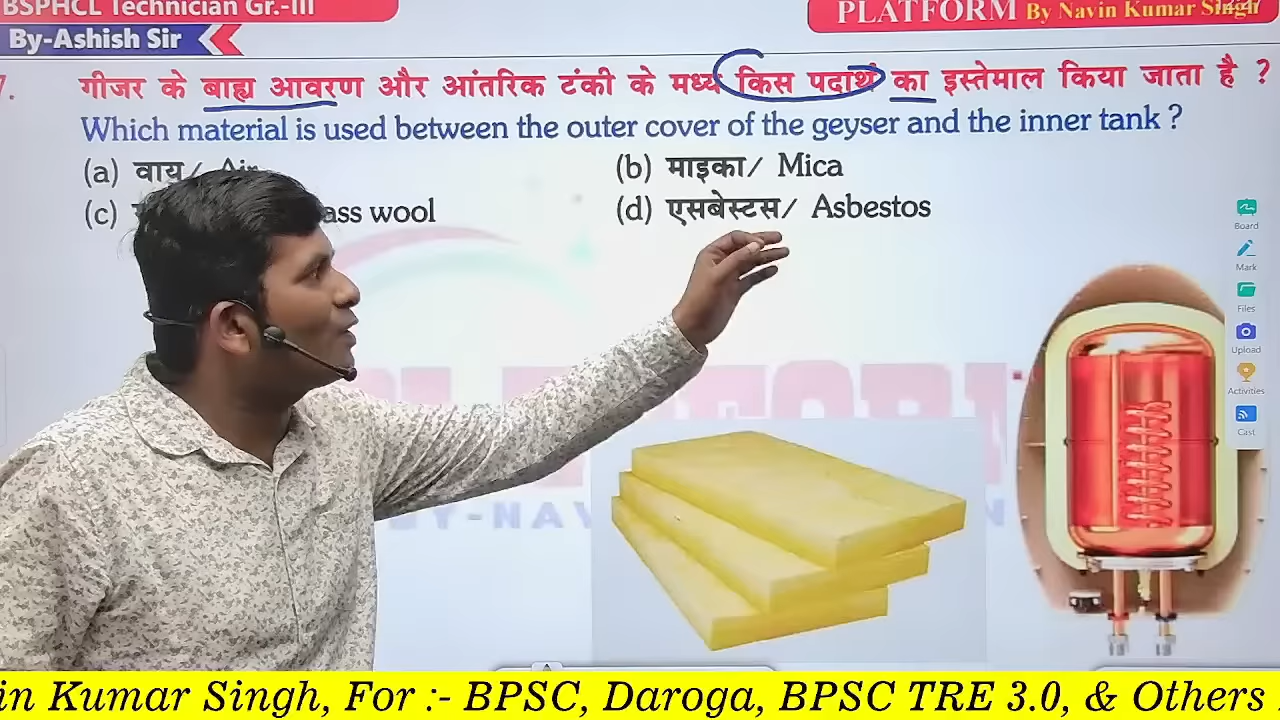 BSPHCL Technician Gr.-III
PLATFORM By Navin Kumar Singh
By-Ashish Sir
7. गीजर के बाह्य आवरण और आंतरिक टंकी के मध्य किस पदार्थ का इस्तेमाल किया जाता है ?
Which material is used between the outer cover of the geyser and the inner tank ?
(a) वायु/ Air (b) माइका/ Mica
(c) wool (d) एसबेस्टस/ Asbestos
Board
Mark
Files
Upload
Activities
Cast
Kumar Singh, For :- BPSC, Daroga, BPSC TRE 3.0, & Others